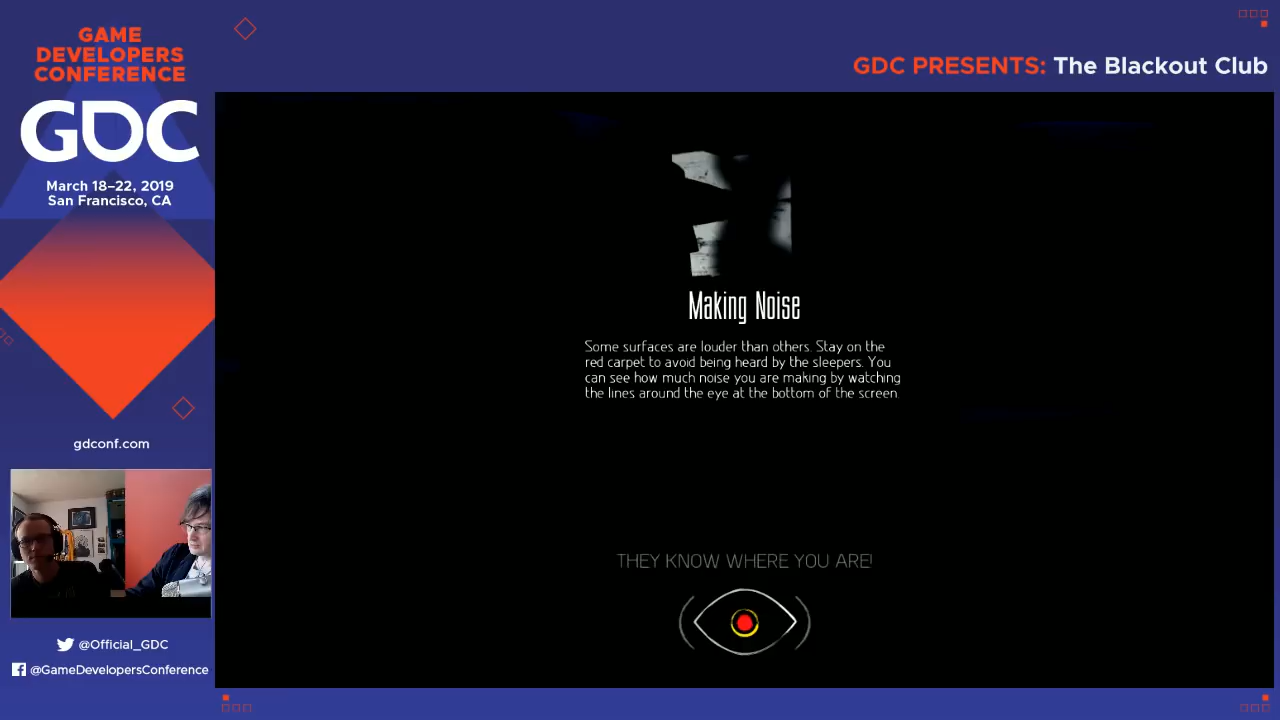 GAME
DEVELOPERS
CONFERENCE
GDC
March 18–22, 2019
San Francisco, CA
gdconf.com
@Official_GDC
@GameDevelopersConference
GDC PRESENTS: The Blackout Club
Making Noise
Some surfaces are louder than others. Stay on the
red carpet to avoid being heard by the sleepers. You
can see how much noise you are making by watching
the lines around the eye at the bottom of the screen.
THEY KNOW WHERE YOU ARE!